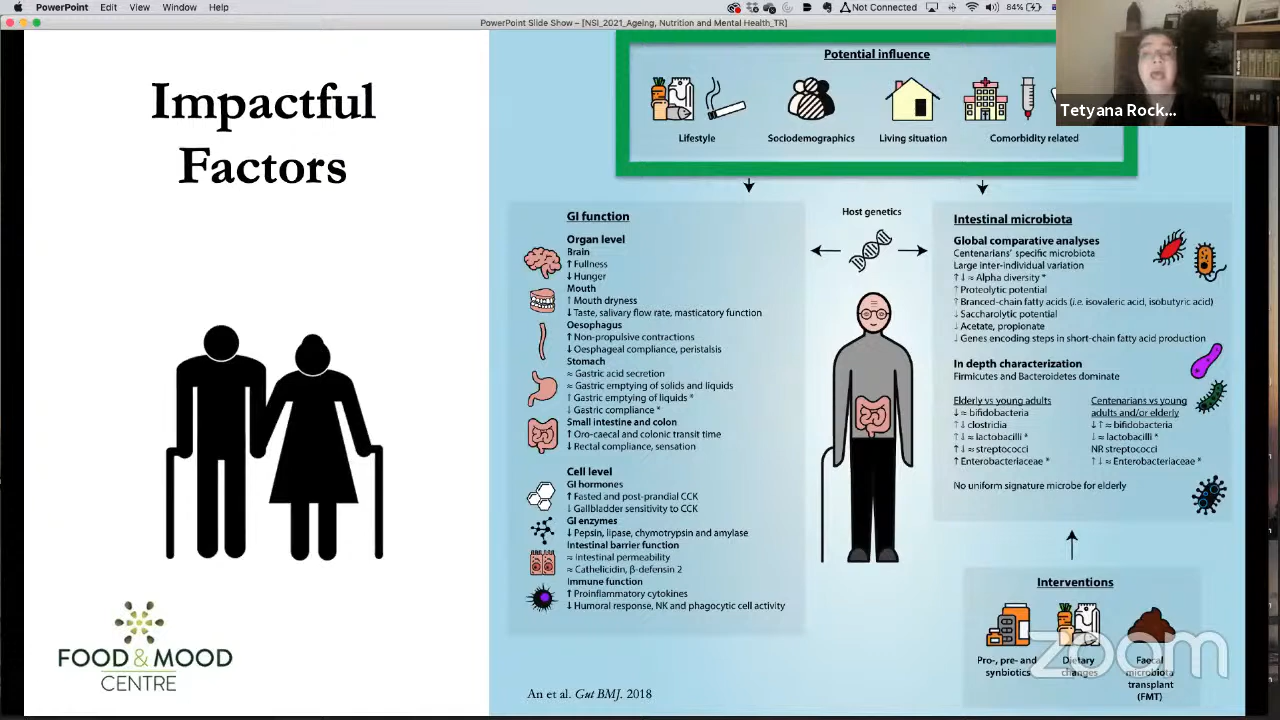 PowerPoint Edit View Window Help
Not Connected 84%
PowerPoint Slide Show - [NSI_2021_Ageing, Nutrition and Mental Health_TR]
Impactful
Factors
FOOD & MOOD
CENTRE
Potential influence
Lifestyle Sociodemographics Living situation Comorbidity related
Tetyana Rock...
GI function
Organ level
Brain
↑ Fullness
↓ Hunger
Mouth
↑ Mouth dryness
↓ Taste, salivary flow rate, masticatory function
Oesophagus
↑ Non-propulsive contractions
↓ Oesphageal compliance, peristalsis
Stomach
≈ Gastric acid secretion
≈ Gastric emptying of solids and liquids
↑ Gastric emptying of liquids *
↓ Gastric compliance *
Small intestine and colon
↑ Oro-caecal and colonic transit time
↓ Rectal compliance, sensation
Cell level
GI hormones
↑ Fasted and post-prandial CCK
↓ Gallbladder sensitivity to CCK
GI enzymes
↓ Pepsin, lipase, chymotrypsin and amylase
Intestinal barrier function
≈ Intestinal permeability
≈ Cathelicidin, β-defensin 2
Immune function
↑ Proinflammatory cytokines
↓ Humoral response, NK and phagocytic cell activity
Host genetics
Intestinal microbiota
Global comparative analyses
Centenarians' specific microbiota
Large inter-individual variation
↑↓≈ Alpha diversity *
↑ Proteolytic potential
↑ Branced-chain fatty acids (i.e. isovaleric acid, isobutyric acid)
↓ Saccharolytic potential
↓ Acetate, propionate
↓ Genes encoding steps in short-chain fatty acid production
In depth characterization
Firmicutes and Bacteroidetes dominate
Elderly vs young adults
↓≈ bifidobacteria
↑↓ clostridia
↑↓≈ lactobacilli *
↑↓≈ streptococci
↑ Enterobacteriaceae *
Centenarians vs young
adults and/or elderly
↓↑≈ bifidobacteria
↓≈ lactobacilli *
NR streptococci
↑↓≈ Enterobacteriaceae *
No uniform signature microbe for elderly
Interventions
Pro-, pre- and
synbiotics
Dietary
changes
Faecal
microbiota
transplant
(FMT)
zoom
An et al. Gut BMJ. 2018